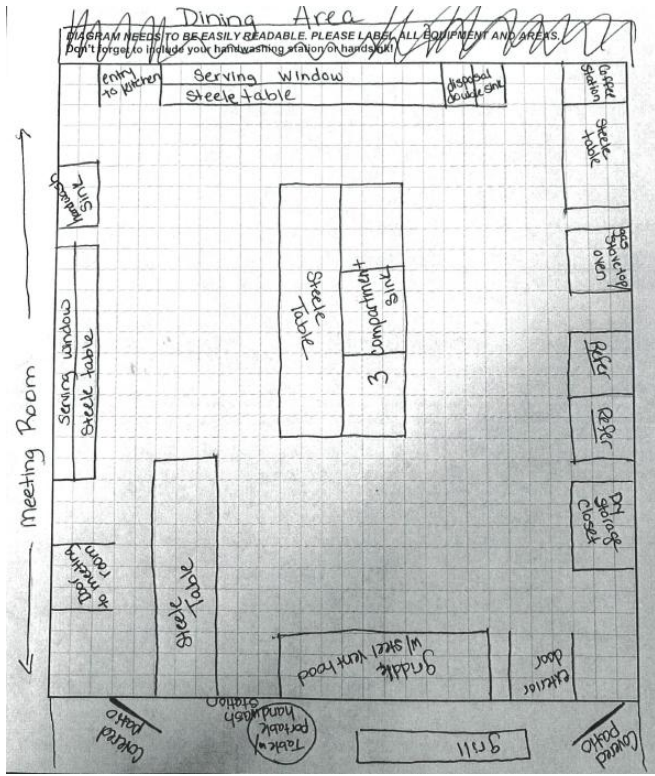 Dining Area
DIAGRAM NEEDS TO BE EASILY READABLE. PLEASE LABEL ALL EQUIPMENT AND AREAS.
Don't forget to include your handwashing station or handsink!
entry
to kitchen
Serving Window
Steele table
disposal
double sink
Coffee
Station
Steele
table
handwash
Sink
gas
Stovetop
oven
Steele
Table
3 compartment
Sink
Serving window
Steele table
Refer
Refer
Meeting Room
Dry
Storage
Closet
Door
to meeting
room
Steele
Table
griddle
w/steel vent hood
exterior
door
Covered
patio
Table w/
portable
handwash
station
grill
Covered
patio